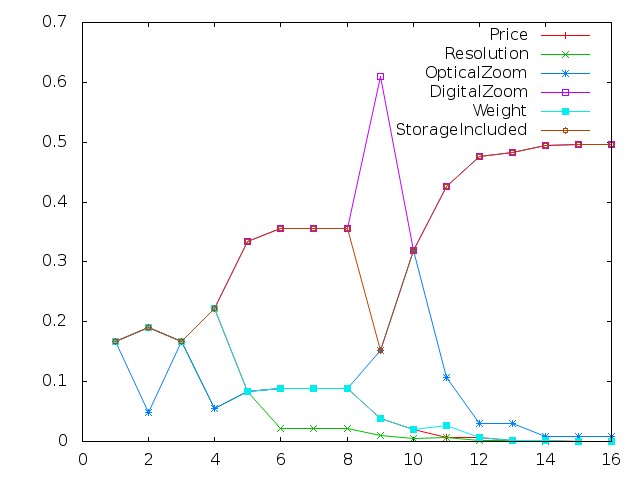 0.7
0.6
0.5
0.4
0.3
0.2
0.1
0
0 2 4 6 8 10 12 14 16
Price
Resolution
OpticalZoom
DigitalZoom
Weight
StorageIncluded